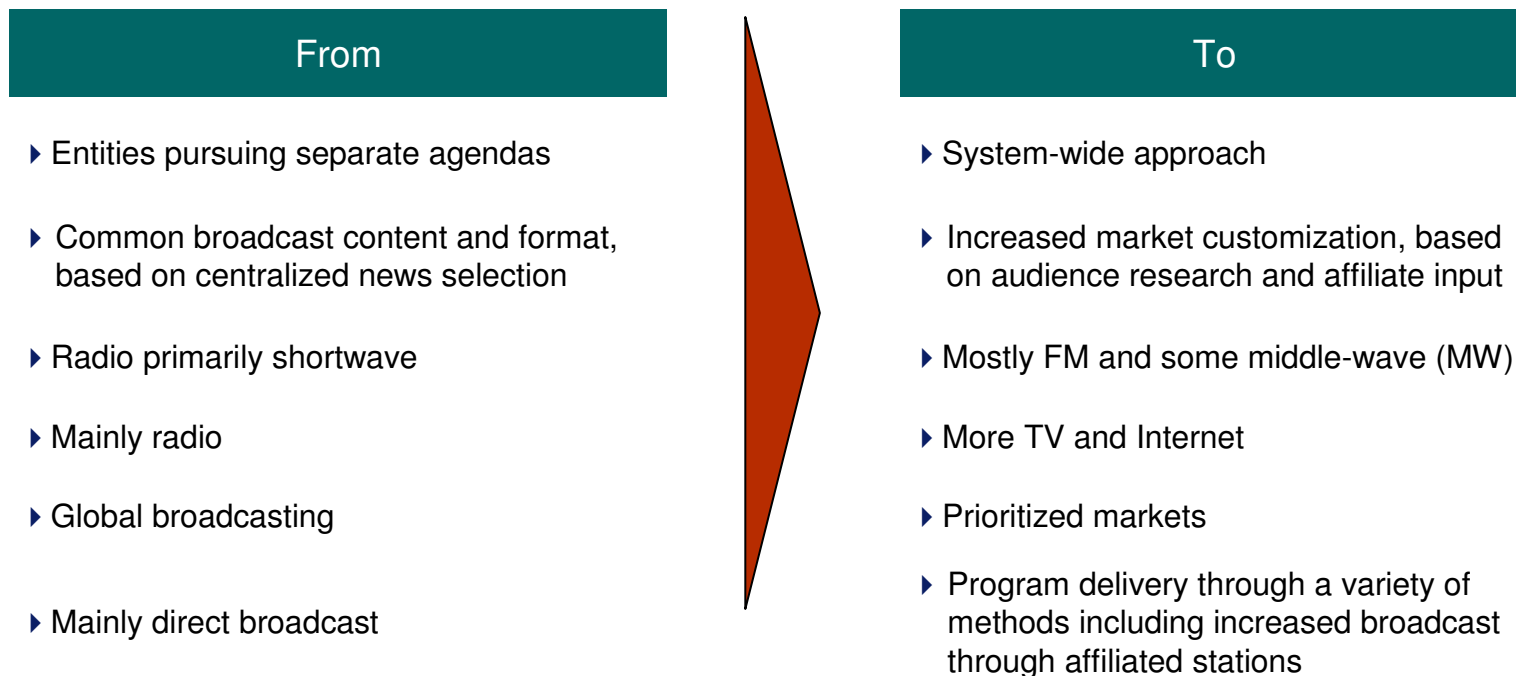 From
Entities pursuing separate agendas
Common broadcast content and format,
based on centralized news selection
Radio primarily shortwave
Mainly radio
Global broadcasting
Mainly direct broadcast
To
System-wide approach
Increased market customization, based
on audience research and affiliate input
Mostly FM and some middle-wave (MW)
More TV and Internet
Prioritized markets
Program delivery through a variety of
methods including increased broadcast
through affiliated stations